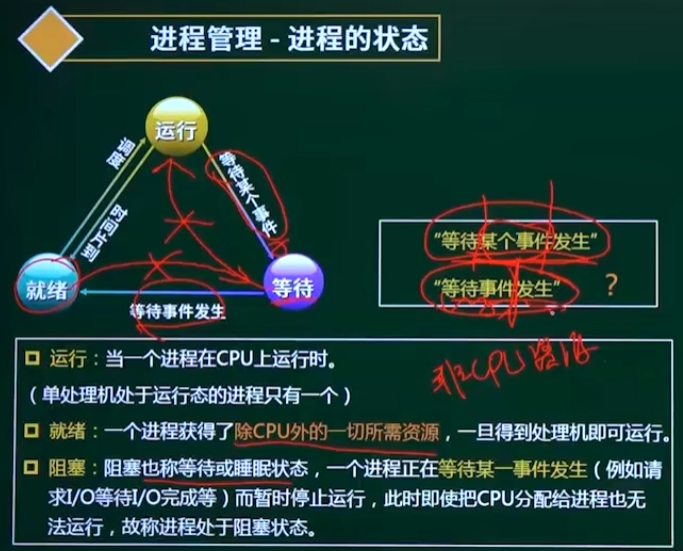 进程管理 - 进程的状态
运行
调度
时间片到
等待某个事件
就绪
等待
等待事件发生
"等待某个事件发生"
"等待事件发生" ?
非CPU资源
运行：当一个进程在CPU上运行时。
（单处理机处于运行态的进程只有一个）
就绪：一个进程获得了除CPU外的一切所需资源，一旦得到处理机即可运行。
阻塞：阻塞也称等待或睡眠状态，一个进程正在等待某一事件发生（例如请
求I/O等待I/O完成等）而暂时停止运行，此时即使把CPU分配给进程也无
法运行，故称进程处于阻塞状态。